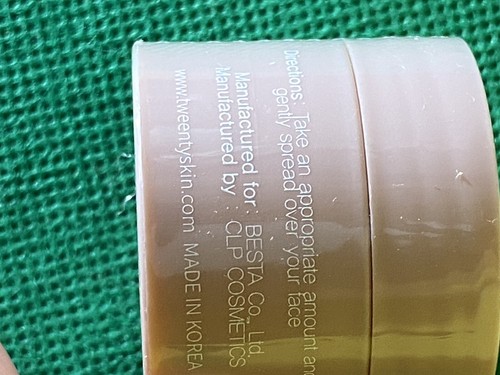 Directions: Take an appropriate amount and
gently spread over your face
Manufactured for : BESTA Co., Ltd.
Manufactured by : CLP COSMETICS
www.tweentyskin.com MADE IN KOREA